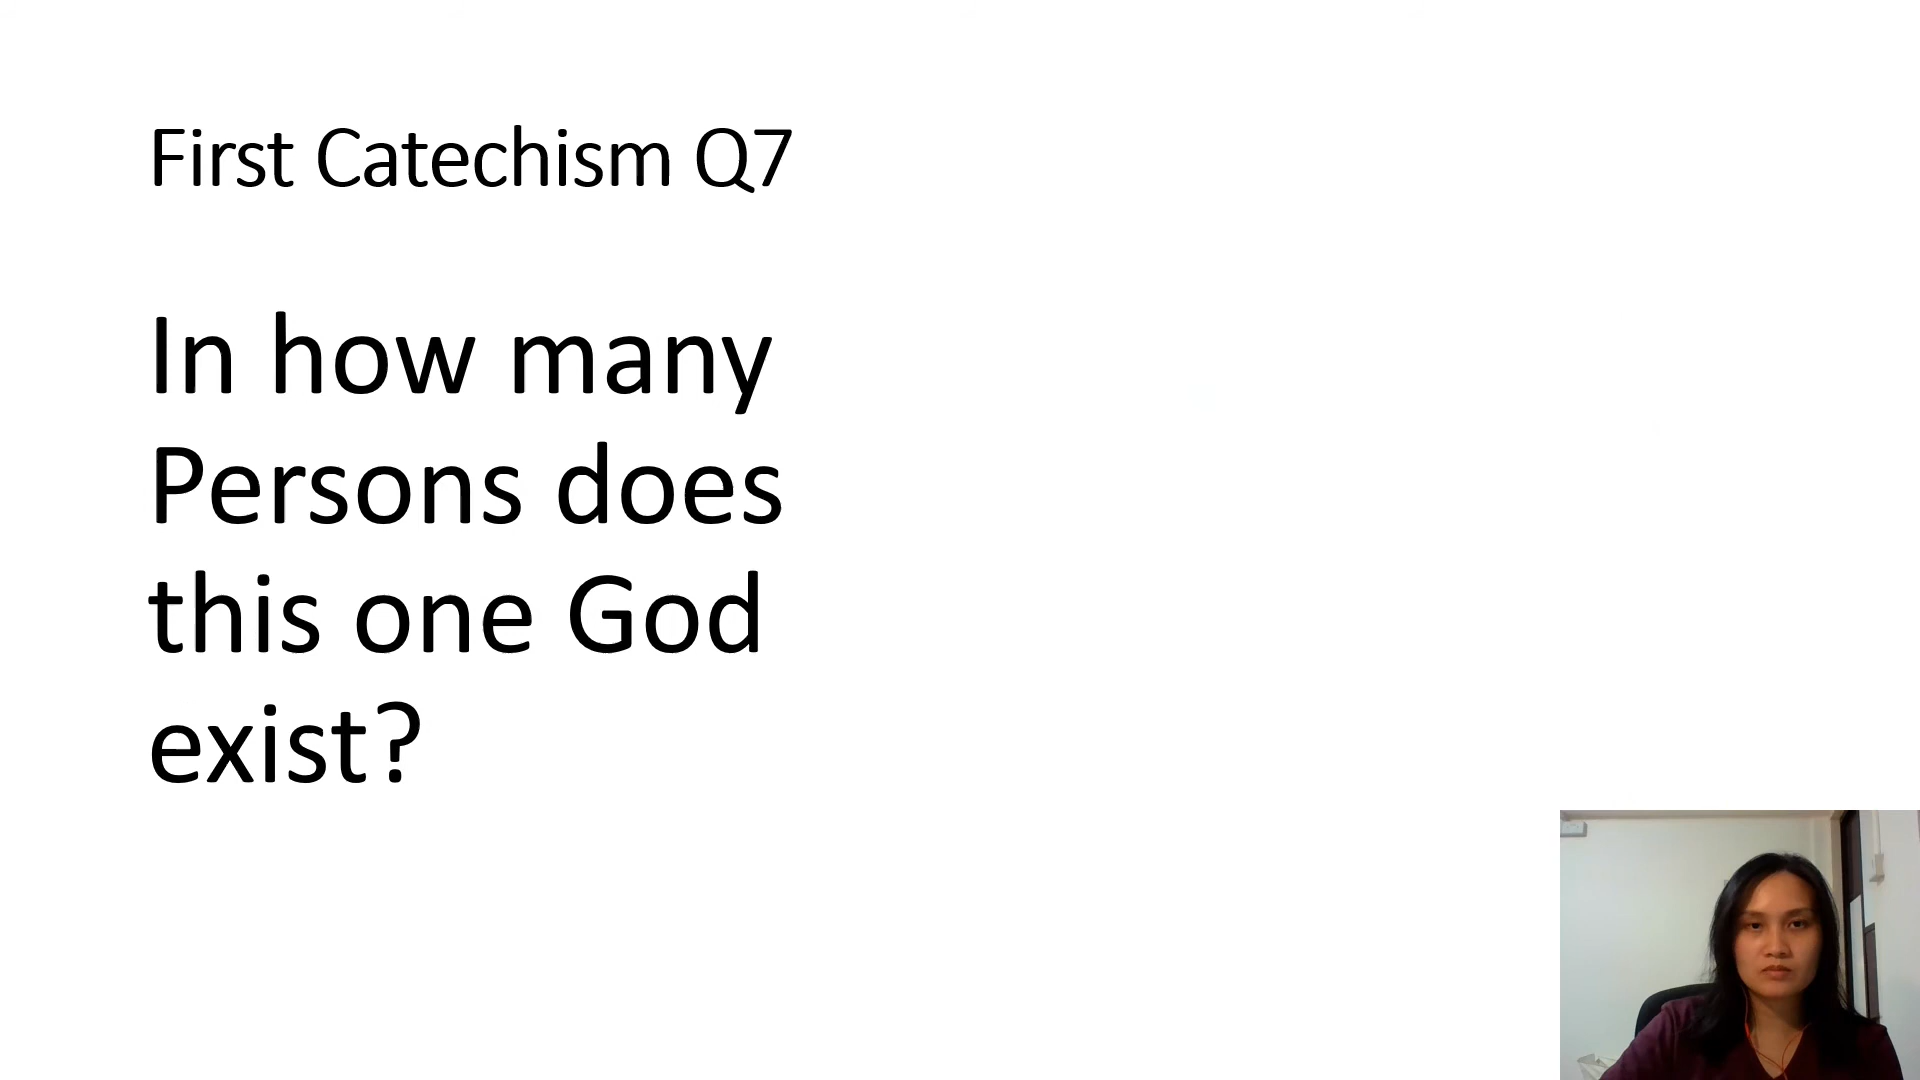 First Catechism Q7
In how many
Persons does
this one God
exist?